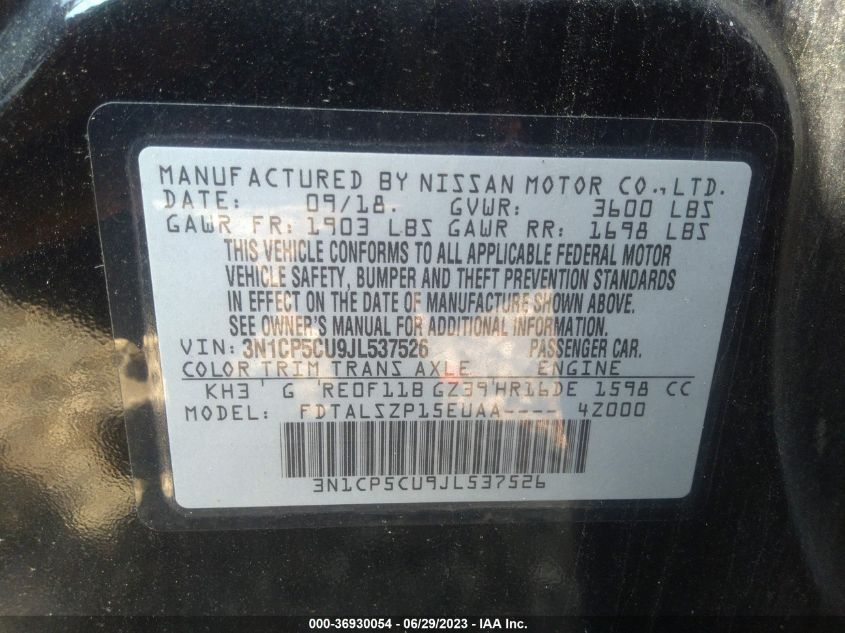 MANUFACTURED BY NISSAN MOTOR CO.,LTD.
DATE: 09/18. GVWR: 3600 LBS
GAWR FR: 1903 LBS GAWR RR: 1698 LBS
THIS VEHICLE CONFORMS TO ALL APPLICABLE FEDERAL MOTOR
VEHICLE SAFETY, BUMPER AND THEFT PREVENTION STANDARDS
IN EFFECT ON THE DATE OF MANUFACTURE SHOWN ABOVE.
SEE OWNER'S MANUAL FOR ADDITIONAL INFORMATION.
VIN: 3N1CP5CU9JL537526 PASSENGER CAR.
COLOR TRIM TRANS AXLE ENGINE
KH3 ' G 'RE0F11B GZ39'HR16DE 1598 CC
MODEL: FDTALSZP15EUAA---- 4Z000
3N1CP5CU9JL537526
000-36930054 - 06/29/2023 - IAA Inc.